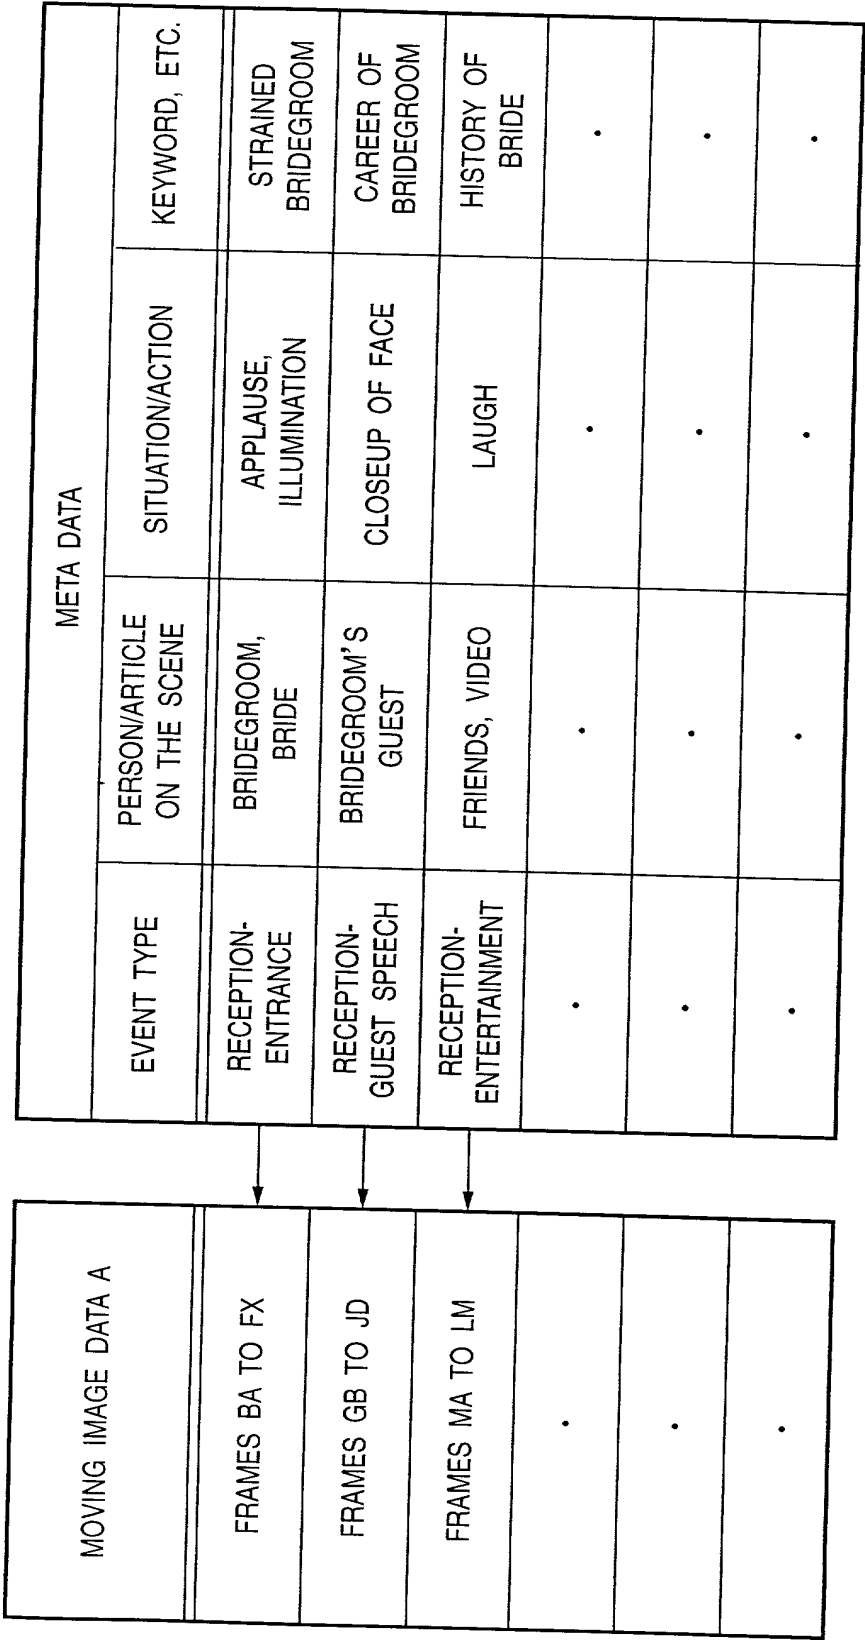 MOVING IMAGE DATA A
FRAMES BA TO FX
FRAMES GB TO JD
FRAMES MA TO LM
META DATA
EVENT TYPE
PERSON/ARTICLE
ON THE SCENE
SITUATION/ACTION
KEYWORD, ETC.
RECEPTION-
ENTRANCE
BRIDEGROOM,
BRIDE
APPLAUSE,
ILLUMINATION
STRAINED
BRIDEGROOM
RECEPTION-
GUEST SPEECH
BRIDEGROOM'S
GUEST
CLOSEUP OF FACE
CAREER OF
BRIDEGROOM
RECEPTION-
ENTERTAINMENT
FRIENDS, VIDEO
LAUGH
HISTORY OF
BRIDE